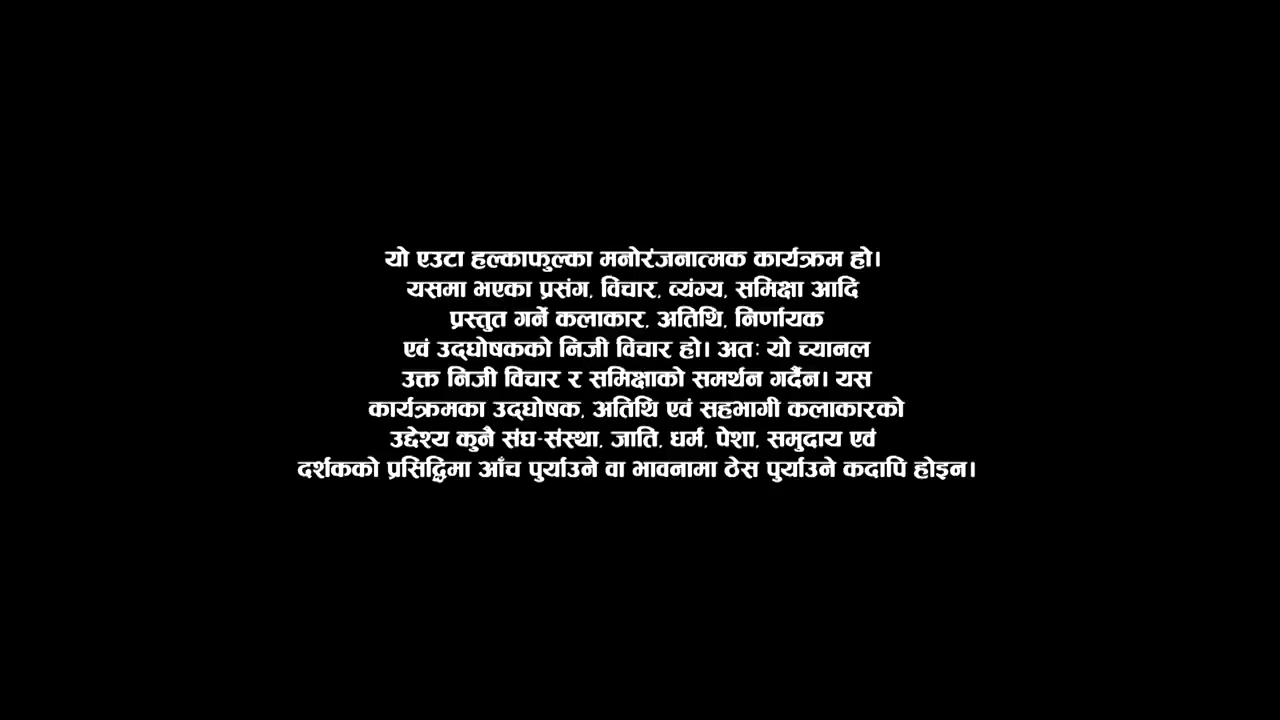 यो एउटा हल्काफुल्का मनोरंजनात्मक कार्यक्रम हो।
यसमा भएका प्रसंग, विचार, व्यंग्य, समिक्षा आदि
प्रस्तुत गर्ने कलाकार, अतिथि, निर्णायक
एवं उद्घोषकको निजी विचार हो। अतः यो च्यानल
उक्त निजी विचार र समिक्षाको समर्थन गर्दैन। यस
कार्यक्रमका उद्घोषक, अतिथि एवं सहभागी कलाकारको
उद्देश्य कुनै संघ-संस्था, जाति, धर्म, पेशा, समुदाय एवं
दर्शकको प्रसिद्धिमा आँच पुर्याउने वा भावनामा ठेस पुर्याउने कदापि होइन।